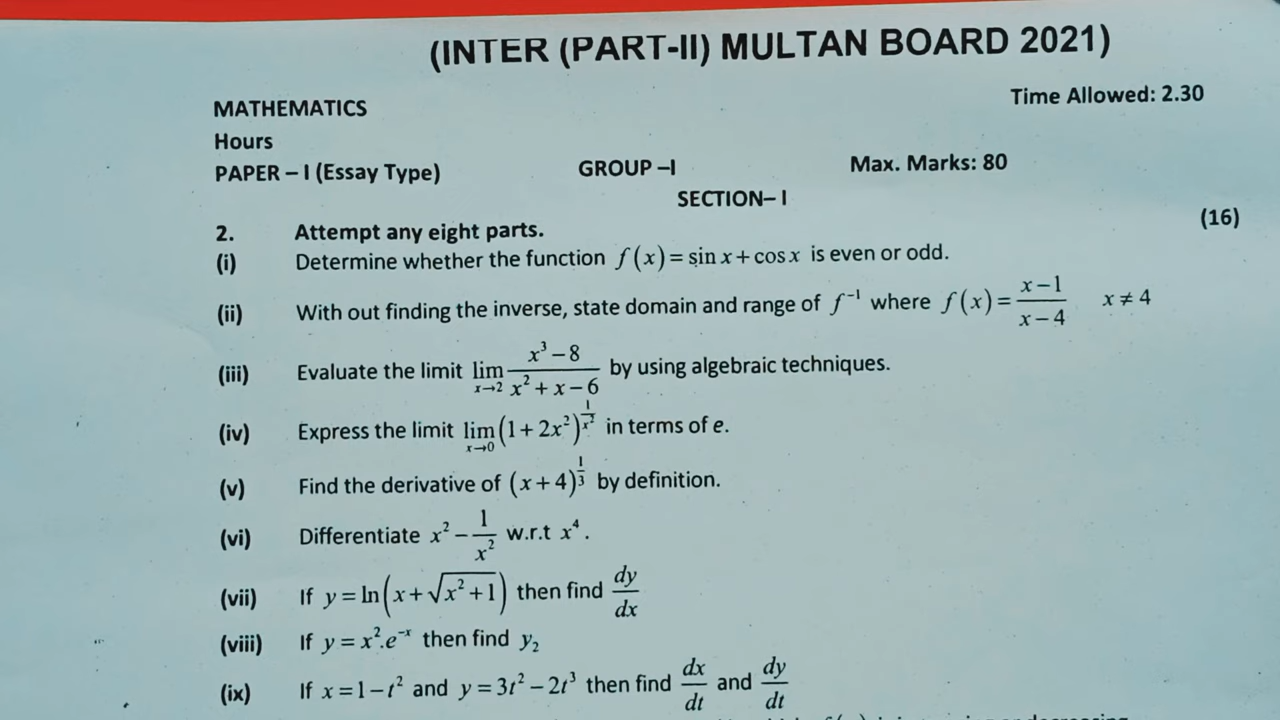 (INTER (PART-II) MULTAN BOARD 2021)
MATHEMATICS Time Allowed: 2.30
Hours
PAPER – I (Essay Type) GROUP –I Max. Marks: 80
SECTION– I
2. Attempt any eight parts. (16)
(i) Determine whether the function f(x) = sin x + cos x is even or odd.
(ii) With out finding the inverse, state domain and range of f⁻¹ where f(x) = (x−1)/(x−4) x ≠ 4
(iii) Evaluate the limit lim x→2 (x³−8)/(x²+x−6) by using algebraic techniques.
(iv) Express the limit lim x→0 (1+2x²)^(1/x²) in terms of e.
(v) Find the derivative of (x+4)^(1/3) by definition.
(vi) Differentiate x² − 1/x² w.r.t x⁴.
(vii) If y = ln(x+√(x²+1)) then find dy/dx
(viii) If y = x².e⁻ˣ then find y₂
(ix) If x = 1−t² and y = 3t² − 2t³ then find dx/dt and dy/dt